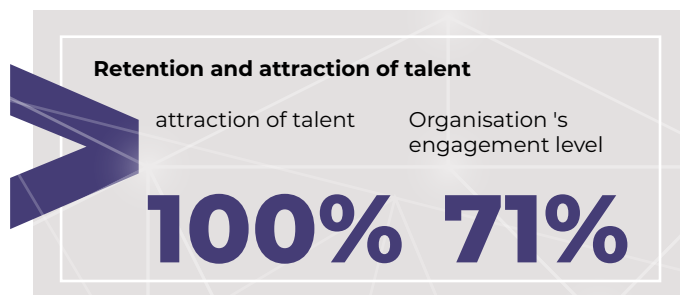 Retention and attraction of talent
attraction of talent
Organisation 's
engagement level
100%
71%